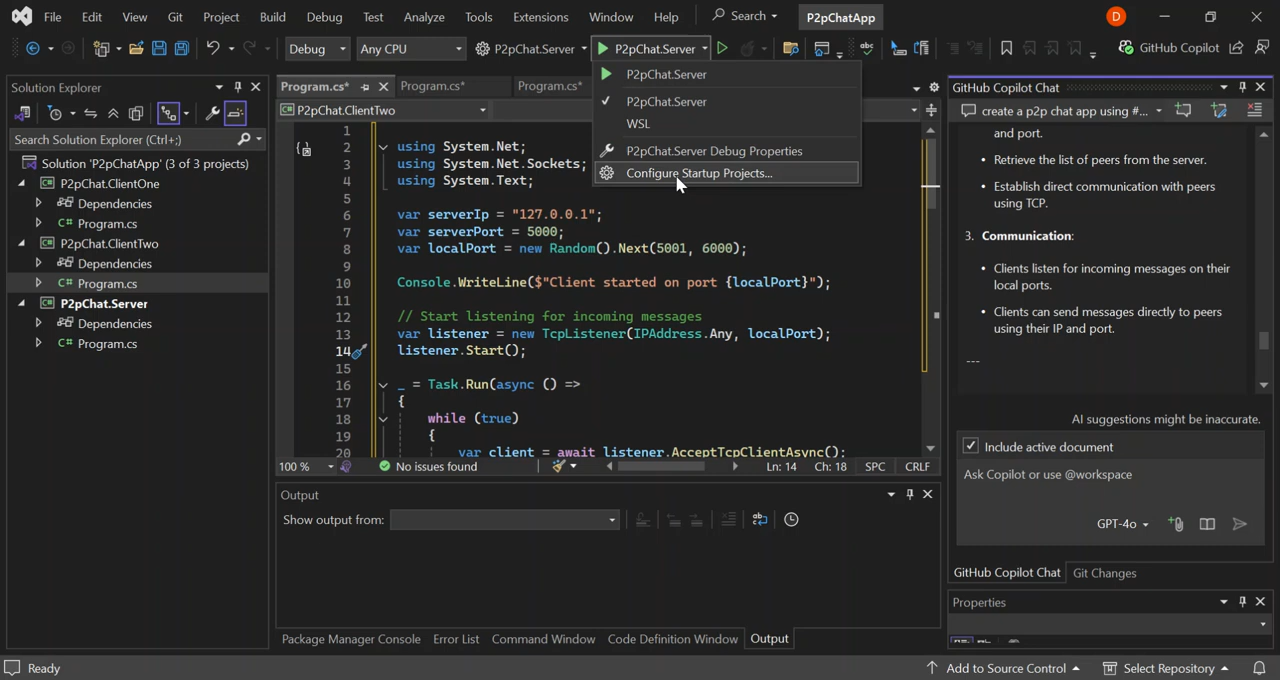 File Edit View Git Project Build Debug Test Analyze Tools Extensions Window Help Search P2pChatApp D
Debug Any CPU P2pChat.Server P2pChat.Server GitHub Copilot
Solution Explorer
Search Solution Explorer (Ctrl+;)
Solution 'P2pChatApp' (3 of 3 projects)
P2pChat.ClientOne
Dependencies
C# Program.cs
P2pChat.ClientTwo
Dependencies
C# Program.cs
P2pChat.Server
Dependencies
C# Program.cs
Program.cs* Program.cs* Program.cs*
P2pChat.ClientTwo
P2pChat.Server
P2pChat.Server
WSL
P2pChat.Server Debug Properties
Configure Startup Projects...
1
2 using System.Net;
3 using System.Net.Sockets;
4 using System.Text;
5
6 var serverIp = "127.0.0.1";
7 var serverPort = 5000;
8 var localPort = new Random().Next(5001, 6000);
9
10 Console.WriteLine($"Client started on port {localPort}");
11
12 // Start listening for incoming messages
13 var listener = new TcpListener(IPAddress.Any, localPort);
14 listener.Start();
15
16 _ = Task.Run(async () =>
17 {
18 while (true)
19 {
20 var client = await listener.AcceptTcpClientAsync();
100 % No issues found Ln: 14 Ch: 18 SPC CRLF
Output
Show output from:
Package Manager Console Error List Command Window Code Definition Window Output
GitHub Copilot Chat
create a p2p chat app using #...
and port.
• Retrieve the list of peers from the server.
• Establish direct communication with peers
using TCP.
3. Communication:
• Clients listen for incoming messages on their
local ports.
• Clients can send messages directly to peers
using their IP and port.
---
AI suggestions might be inaccurate.
Include active document
Ask Copilot or use @workspace
GPT-4o
GitHub Copilot Chat Git Changes
Properties
Ready Add to Source Control Select Repository